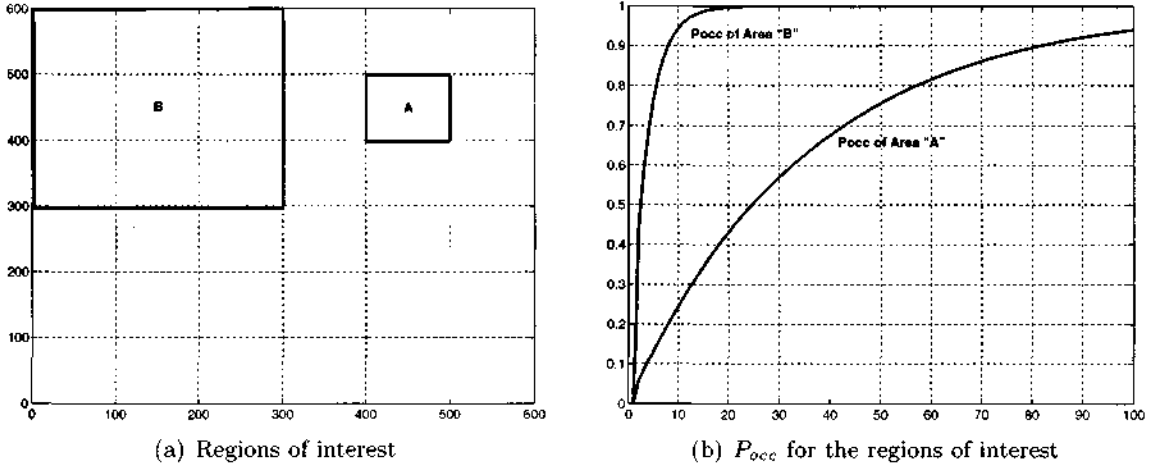 600
500
400
300
200
100
0
0 100 200 300 400 500 600
B
A
(a) Regions of interest
1
0.9
0.8
0.7
0.6
0.5
0.4
0.3
0.2
0.1
0
0 10 20 30 40 50 60 70 80 90 100
Pocc of Area "B"
Pocc of Area "A"
(b) Pocc for the regions of interest